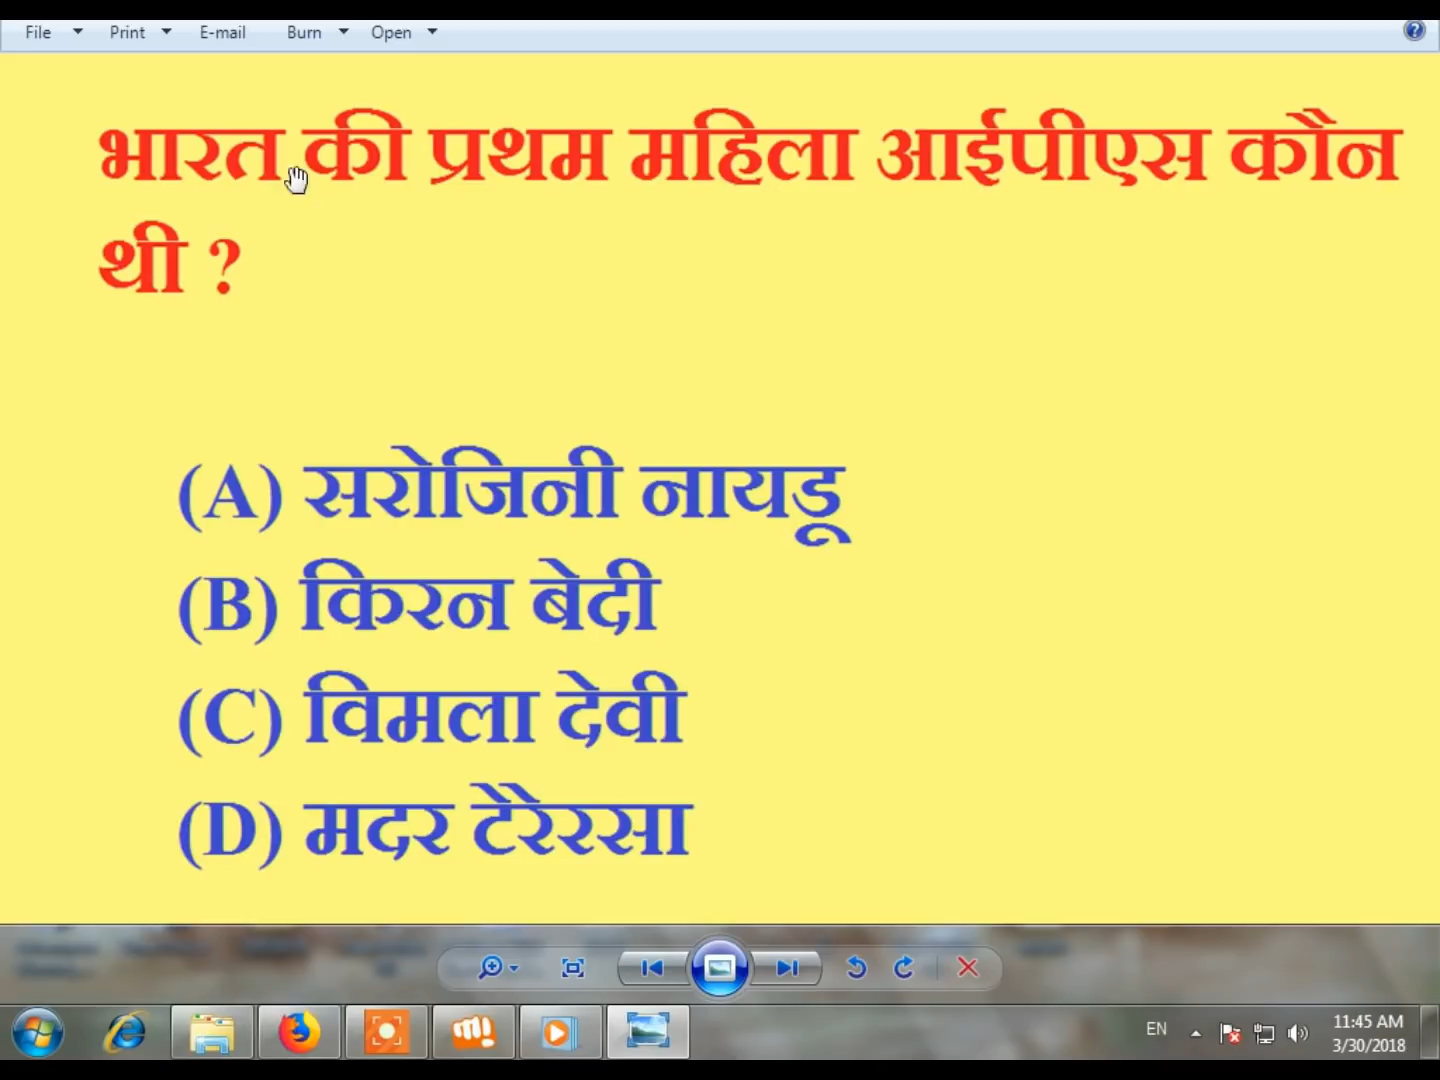 File Print E-mail Burn Open
भारत की प्रथम महिला आईपीएस कौन
थी ?
(A) सरोजिनी नायडू
(B) किरन बेदी
(C) विमला देवी
(D) मदर टैरेरसा
EN
11:45 AM
3/30/2018